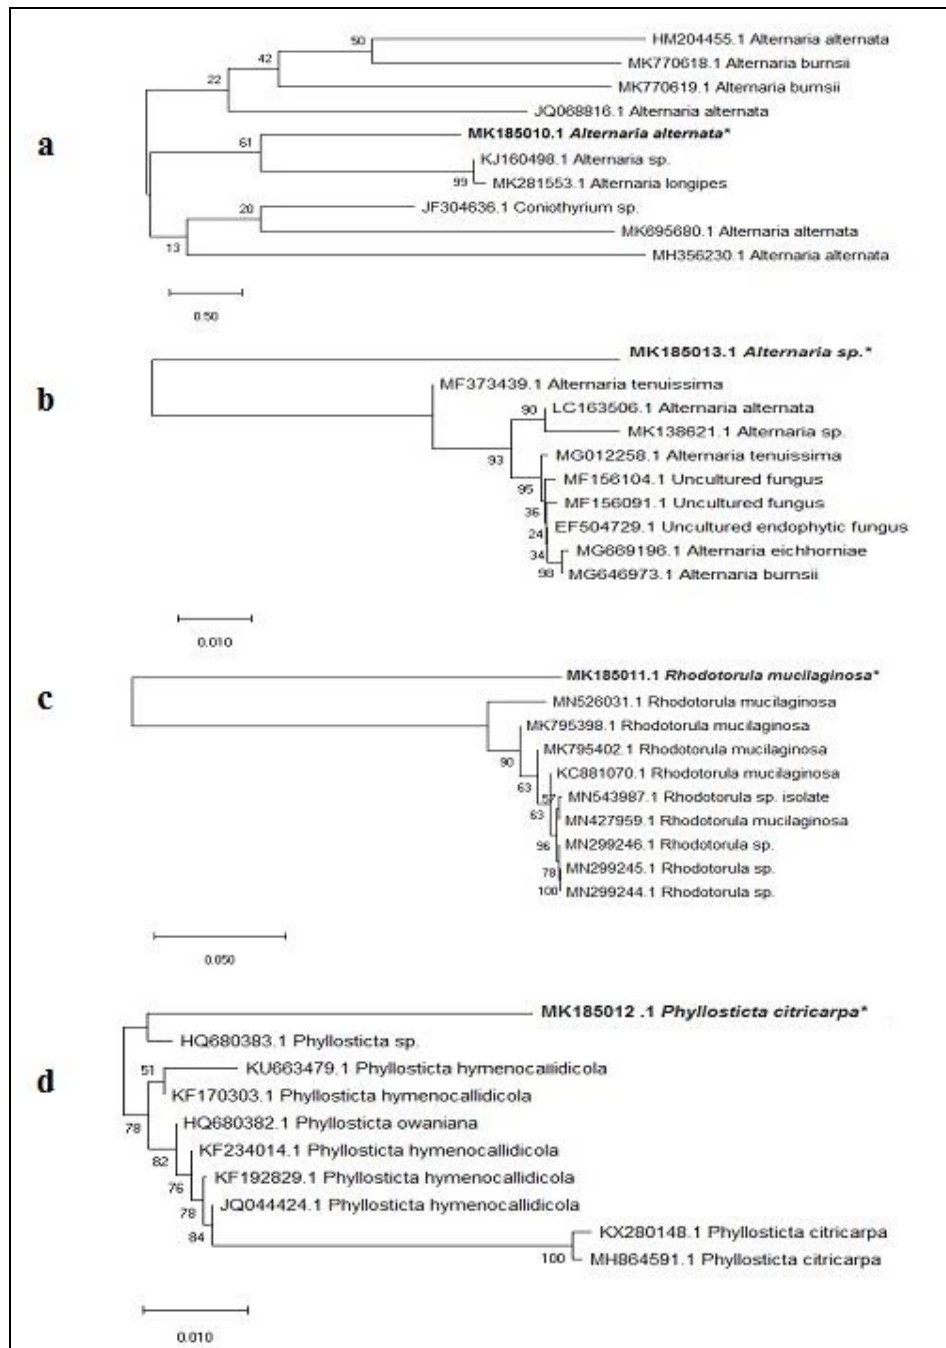 50
HM204455.1 Alternaria alternata
42
MK770618.1 Alternaria burnsii
22
MK770619.1 Alternaria burnsii
JQ068816.1 Alternaria alternata
a
61
MK185010.1 Alternaria alternata*
KJ160498.1 Alternaria sp.
99
MK281553.1 Alternaria longipes
20
JF304636.1 Coniothyrium sp.
MK695680.1 Alternaria alternata
13
MH356230.1 Alternaria alternata
0.50
MK185013.1 Alternaria sp.*
b
MF373439.1 Alternaria tenuissima
90
LC163506.1 Alternaria alternata
MK138621.1 Alternaria sp.
93
MG012258.1 Alternaria tenuissima
95
MF156104.1 Uncultured fungus
MF156091.1 Uncultured fungus
36
EF504729.1 Uncultured endophytic fungus
24
MG669196.1 Alternaria eichhorniae
34
98
MG646973.1 Alternaria burnsii
0.010
MK185011.1 Rhodotorula mucilaginosa*
c
MN526031.1 Rhodotorula mucilaginosa
MK795398.1 Rhodotorula mucilaginosa
MK795402.1 Rhodotorula mucilaginosa
90
KC881070.1 Rhodotorula mucilaginosa
63
57
MN543987.1 Rhodotorula sp. isolate
63
MN427959.1 Rhodotorula mucilaginosa
96
MN299246.1 Rhodotorula sp.
78
MN299245.1 Rhodotorula sp.
100
MN299244.1 Rhodotorula sp.
0.050
MK185012 .1 Phyllosticta citricarpa*
HQ680383.1 Phyllosticta sp.
d
51
KU663479.1 Phyllosticta hymenocallidicola
KF170303.1 Phyllosticta hymenocallidicola
78
HQ680382.1 Phyllosticta owaniana
82
KF234014.1 Phyllosticta hymenocallidicola
76
KF192829.1 Phyllosticta hymenocallidicola
78
JQ044424.1 Phyllosticta hymenocallidicola
84
KX280148.1 Phyllosticta citricarpa
100
MH864591.1 Phyllosticta citricarpa
0.010